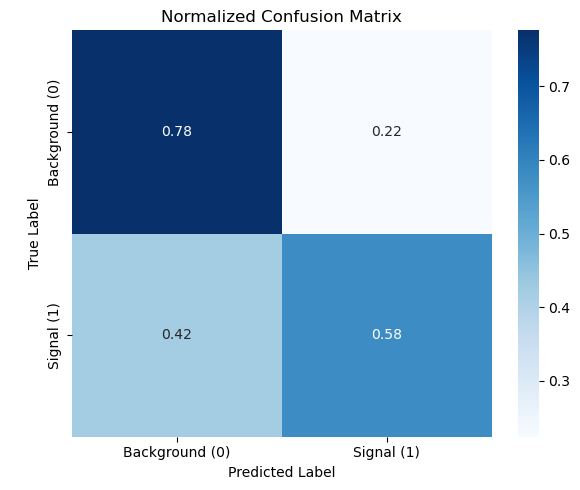 Normalized Confusion Matrix
True Label
Background (0)
Signal (1)
0.78
0.22
0.42
0.58
Background (0)
Signal (1)
Predicted Label
0.7
0.6
0.5
0.4
0.3